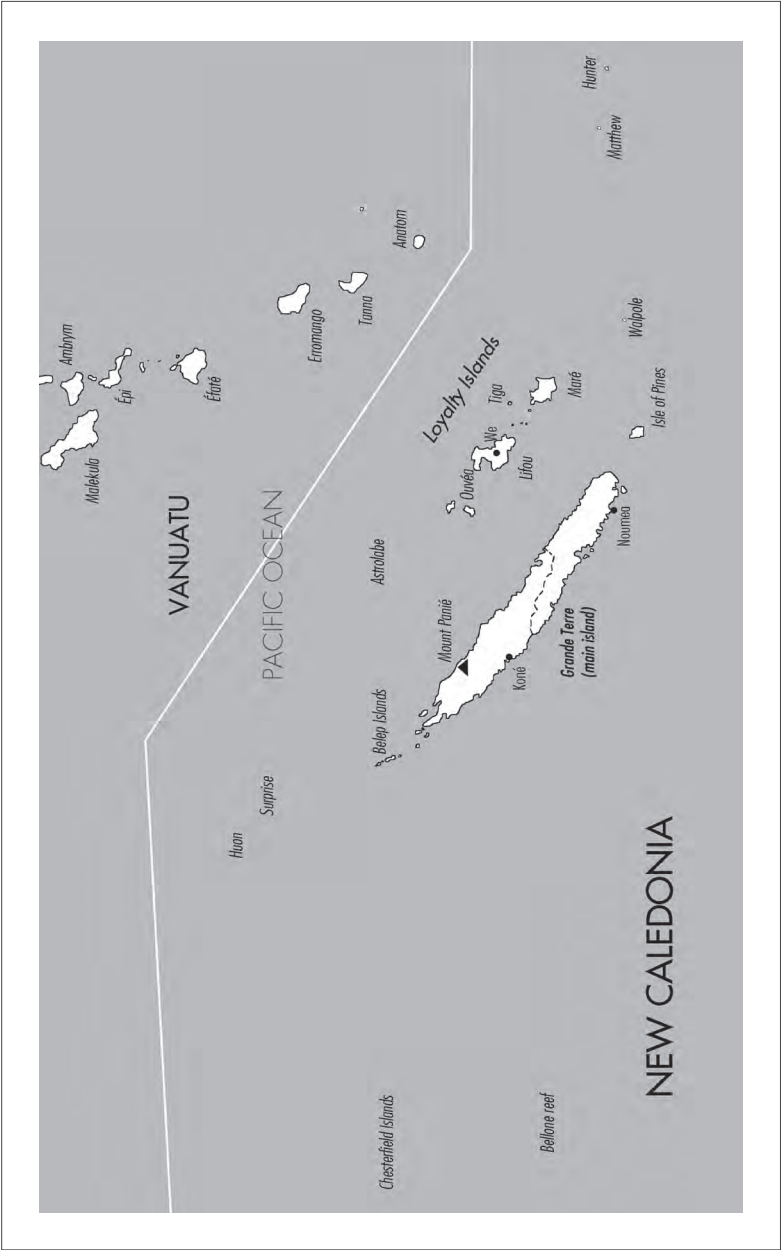 Ambrym
Malekula
Épi
Éfaté
VANUATU
PACIFIC OCEAN
Huon
Surprise
Erromango
Tanna
Anatom
Astrolabe
Belep Islands
Chesterfield Islands
Loyalty Islands
Ouvéa
We
Tiga
Lifou
Maré
Mount Panié
Koné
Grande Terre
(main island)
Bellone reef
Noumea
Isle of Pines
Walpole
Matthew
Hunter
NEW CALEDONIA